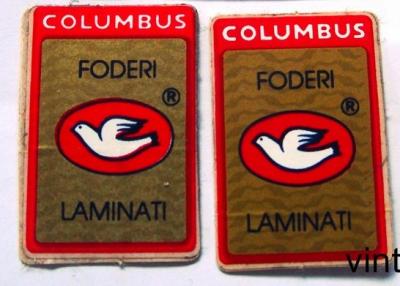 COLUMBUS
FODERI
®
LAMINATI
COLUMBUS
FODERI
®
LAMINATI
vint